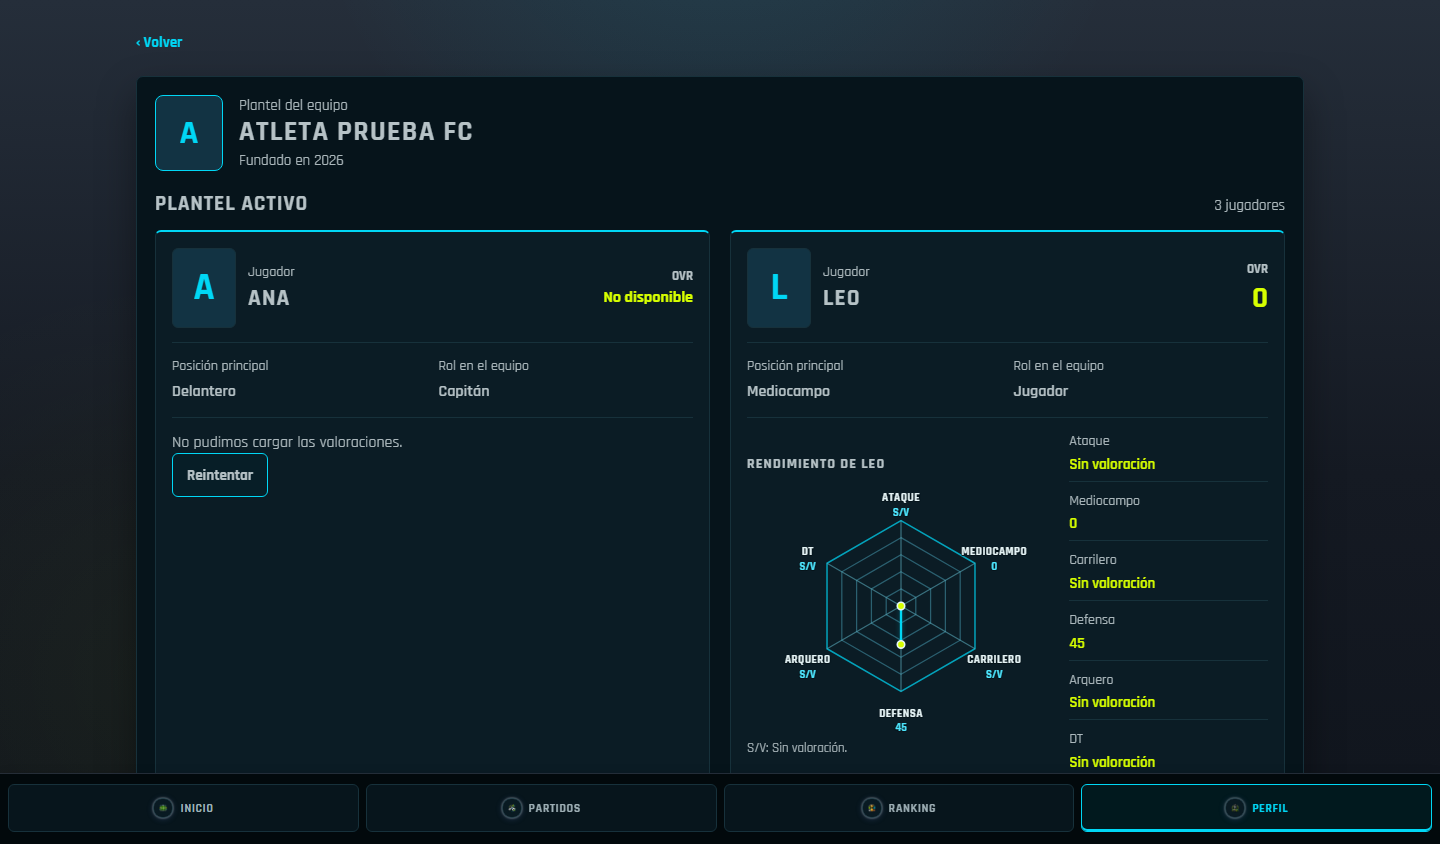 ‹ Volver
A
Plantel del equipo
ATLETA PRUEBA FC
Fundado en 2026
PLANTEL ACTIVO
3 jugadores
A
Jugador
ANA
OVR
No disponible
Posición principal
Rol en el equipo
Delantero
Capitán
No pudimos cargar las valoraciones.
Reintentar
L
Jugador
LEO
OVR
0
Posición principal
Rol en el equipo
Mediocampo
Jugador
RENDIMIENTO DE LEO
ATAQUE
S/V
MEDIOCAMPO
0
CARRILERO
S/V
DEFENSA
45
ARQUERO
S/V
DT
S/V
S/V: Sin valoración.
Ataque
Sin valoración
Mediocampo
0
Carrilero
Sin valoración
Defensa
45
Arquero
Sin valoración
DT
Sin valoración
INICIO
PARTIDOS
RANKING
PERFIL